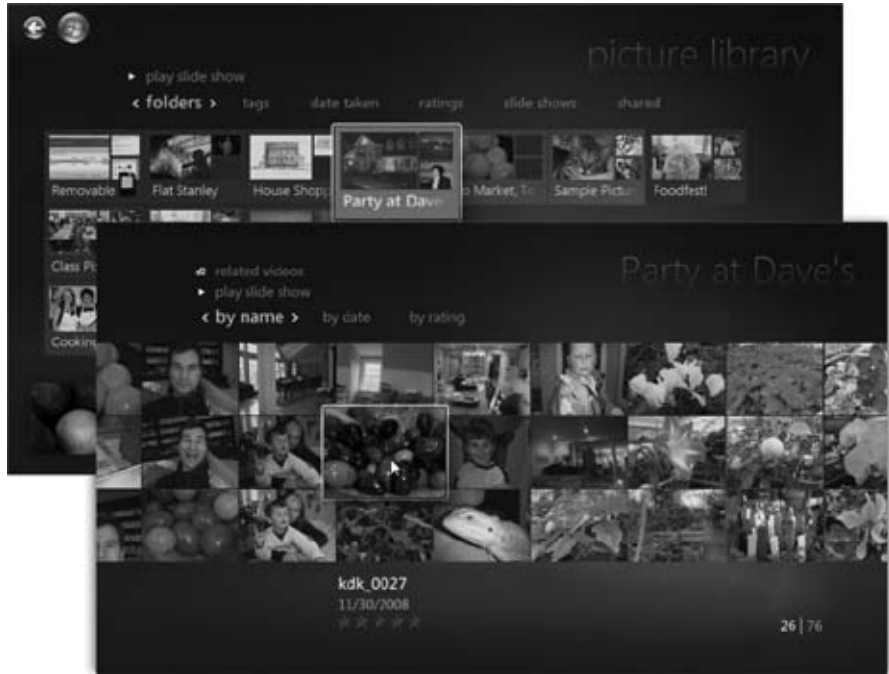 picture library
play slide show
< folders > tags date taken ratings slide shows shared
Removable Flat Stanley House Shopp Party at Dave o Market, To Sample Pictu Foodfest!
Class Pi
Cooking
Party at Dave's
related videos
play slide show
< by name > by date by rating
kdk_0027
11/30/2008
26 | 76